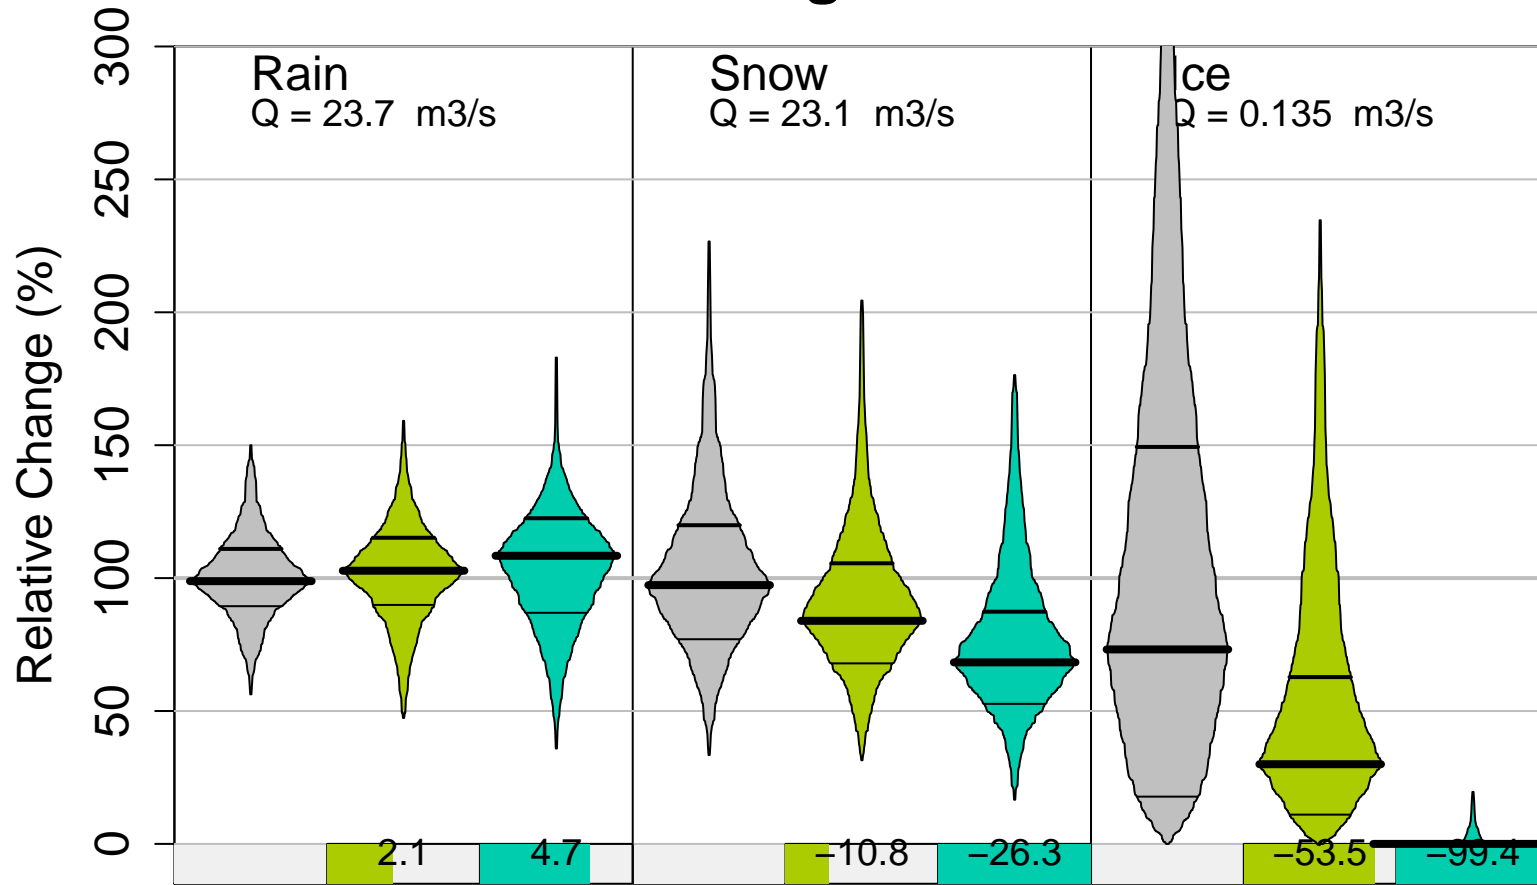 Relative Change (%)
300
250
200
150
100
50
0
Rain
Q = 23.7 m3/s
Snow
Q = 23.1 m3/s
Ice
Q = 0.135 m3/s
2.1
4.7
−10.8
−26.3
−53.5
−99.4